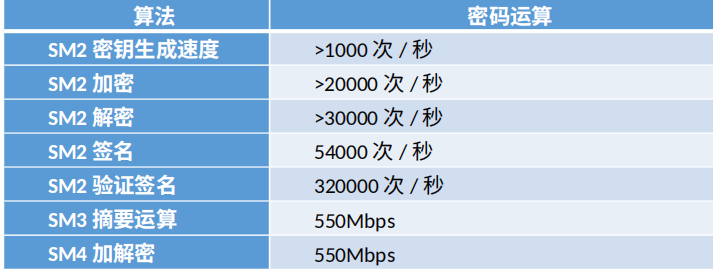 算法 密码运算
SM2 密钥生成速度 >1000 次 / 秒
SM2 加密 >20000 次 / 秒
SM2 解密 >30000 次 / 秒
SM2 签名 54000 次 / 秒
SM2 验证签名 320000 次 / 秒
SM3 摘要运算 550Mbps
SM4 加解密 550Mbps